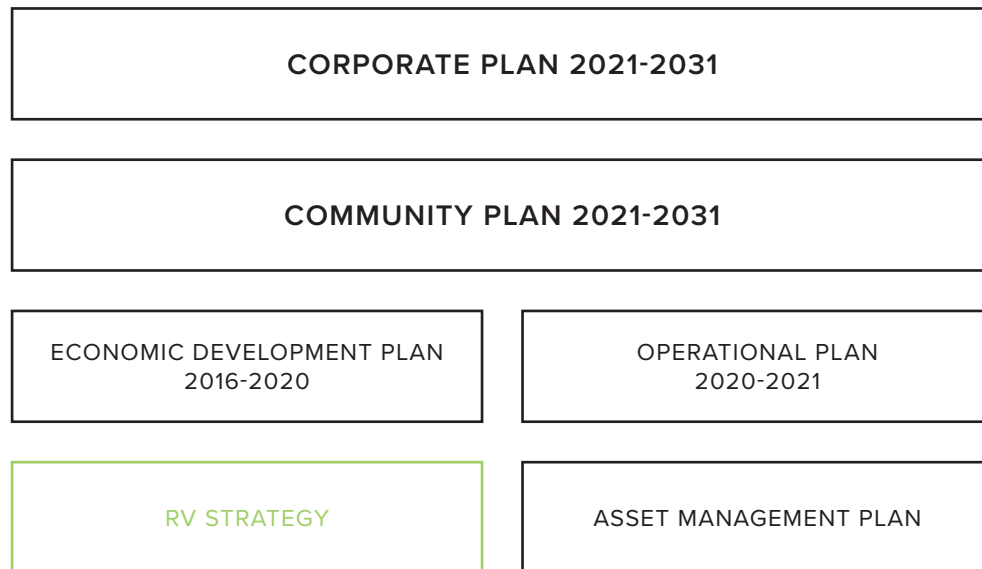 CORPORATE PLAN 2021-2031
COMMUNITY PLAN 2021-2031
ECONOMIC DEVELOPMENT PLAN
2016-2020
OPERATIONAL PLAN
2020-2021
RV STRATEGY
ASSET MANAGEMENT PLAN